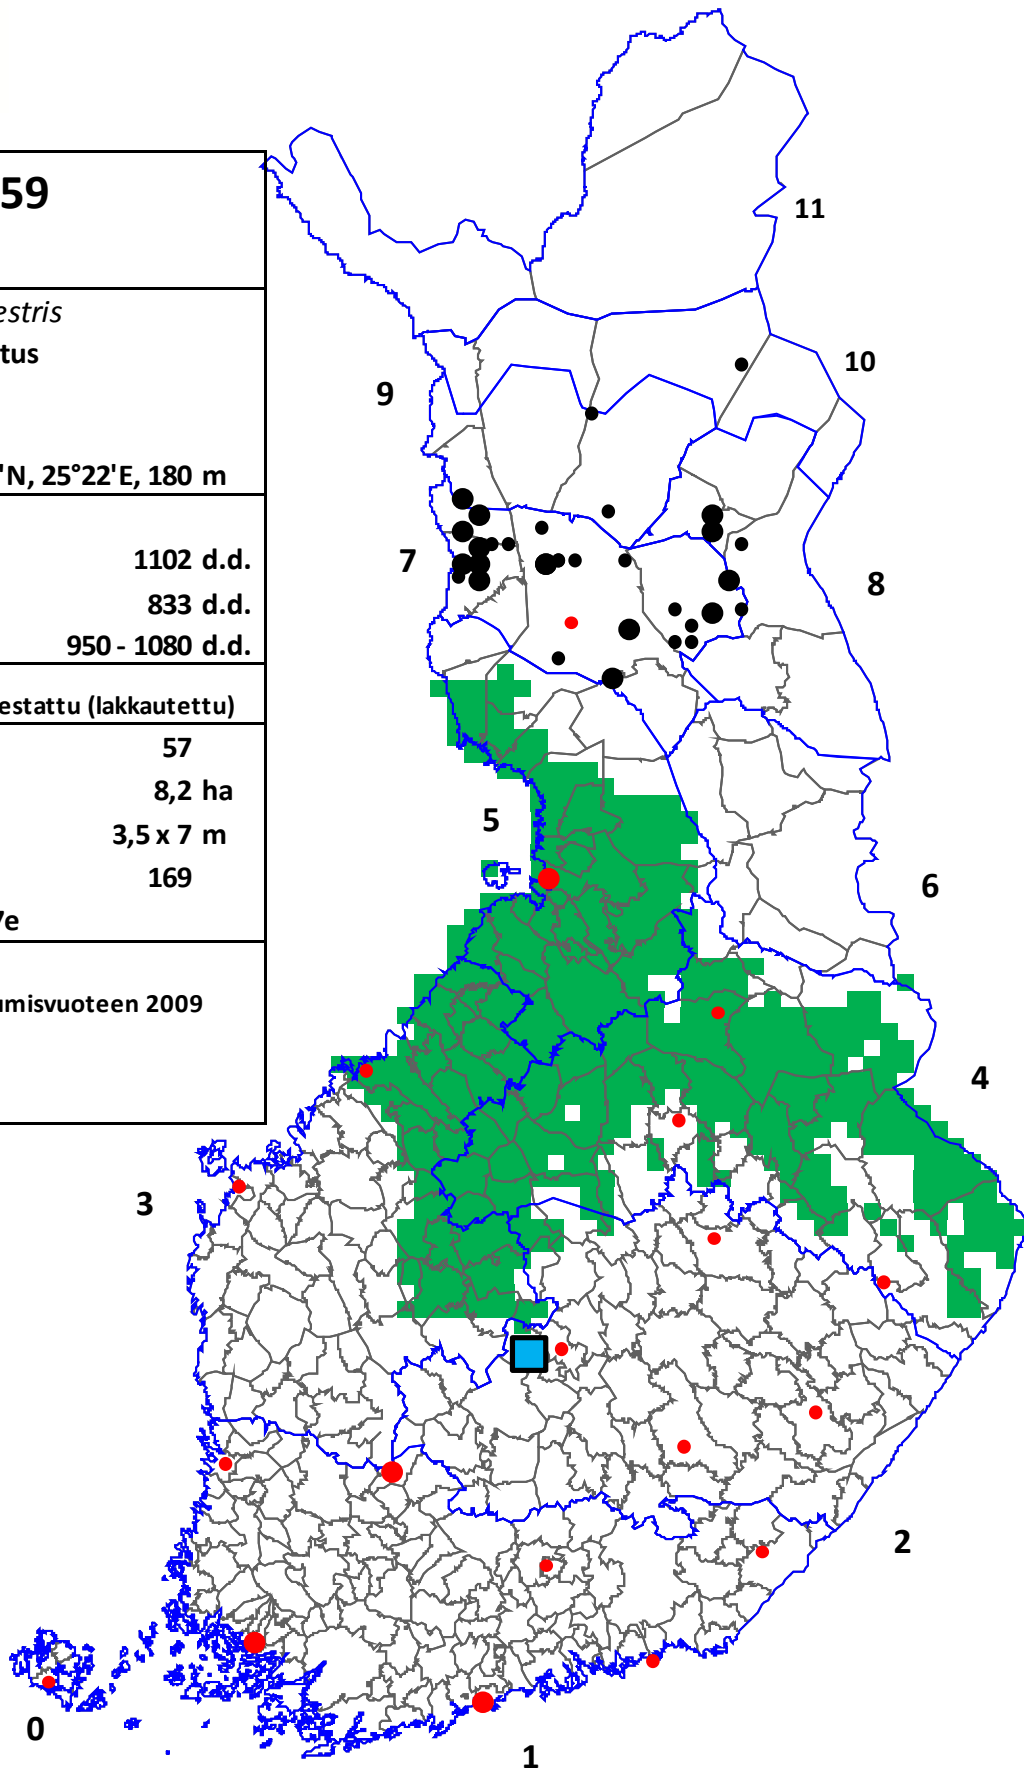 59
estris
tus
'N, 25°22'E, 180 m
1102 d.d.
833 d.d.
950 - 1080 d.d.
estattu (lakkautettu)
57
8,2 ha
3,5 x 7 m
169
7e
umisvuoteen 2009
11
10
9
7
8
5
6
4
3
2
0
1